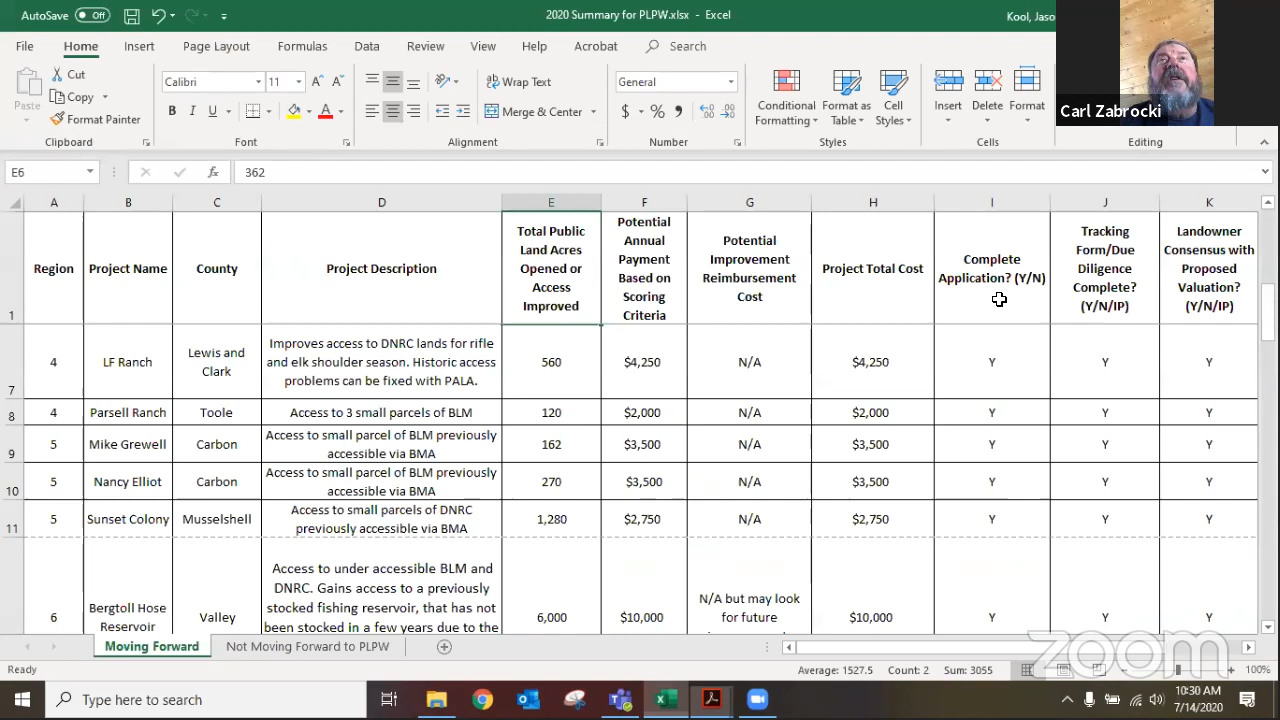 AutoSave Off
2020 Summary for PLPW.xlsx - Excel
Kool, Jaso
File Home Insert Page Layout Formulas Data Review View Help Acrobat Search
Paste
Cut
Copy
Format Painter
Clipboard
Calibri 11
B I U
Font
Wrap Text
Merge & Center
Alignment
General
$ %
Number
Conditional Formatting
Format as Table
Cell Styles
Styles
Insert Delete Format
Cells
Editing
Carl Zabrocki
E6 fx 362
A B C D E F G H I J K
1 Region Project Name County Project Description Total Public Land Acres Opened or Access Improved Potential Annual Payment Based on Scoring Criteria Potential Improvement Reimbursement Cost Project Total Cost Complete Application? (Y/N) Tracking Form/Due Diligence Complete? (Y/N/IP) Landowner Consensus with Proposed Valuation? (Y/N/IP)
7 4 LF Ranch Lewis and Clark Improves access to DNRC lands for rifle and elk shoulder season. Historic access problems can be fixed with PALA. 560 $4,250 N/A $4,250 Y Y Y
8 4 Parsell Ranch Toole Access to 3 small parcels of BLM 120 $2,000 N/A $2,000 Y Y Y
9 5 Mike Grewell Carbon Access to small parcel of BLM previously accessible via BMA 162 $3,500 N/A $3,500 Y Y Y
10 5 Nancy Elliot Carbon Access to small parcel of BLM previously accessible via BMA 270 $3,500 N/A $3,500 Y Y Y
11 5 Sunset Colony Musselshell Access to small parcels of DNRC previously accessible via BMA 1,280 $2,750 N/A $2,750 Y Y Y
6 Bergtoll Hose Reservoir Valley Access to under accessible BLM and DNRC. Gains access to a previously stocked fishing reservoir, that has not been stocked in a few years due to the 6,000 $10,000 N/A but may look for future $10,000 Y Y Y
Moving Forward Not Moving Forward to PLPW
Ready Average: 1527.5 Count: 2 Sum: 3055 100%
zoom
Type here to search
10:30 AM
7/14/2020